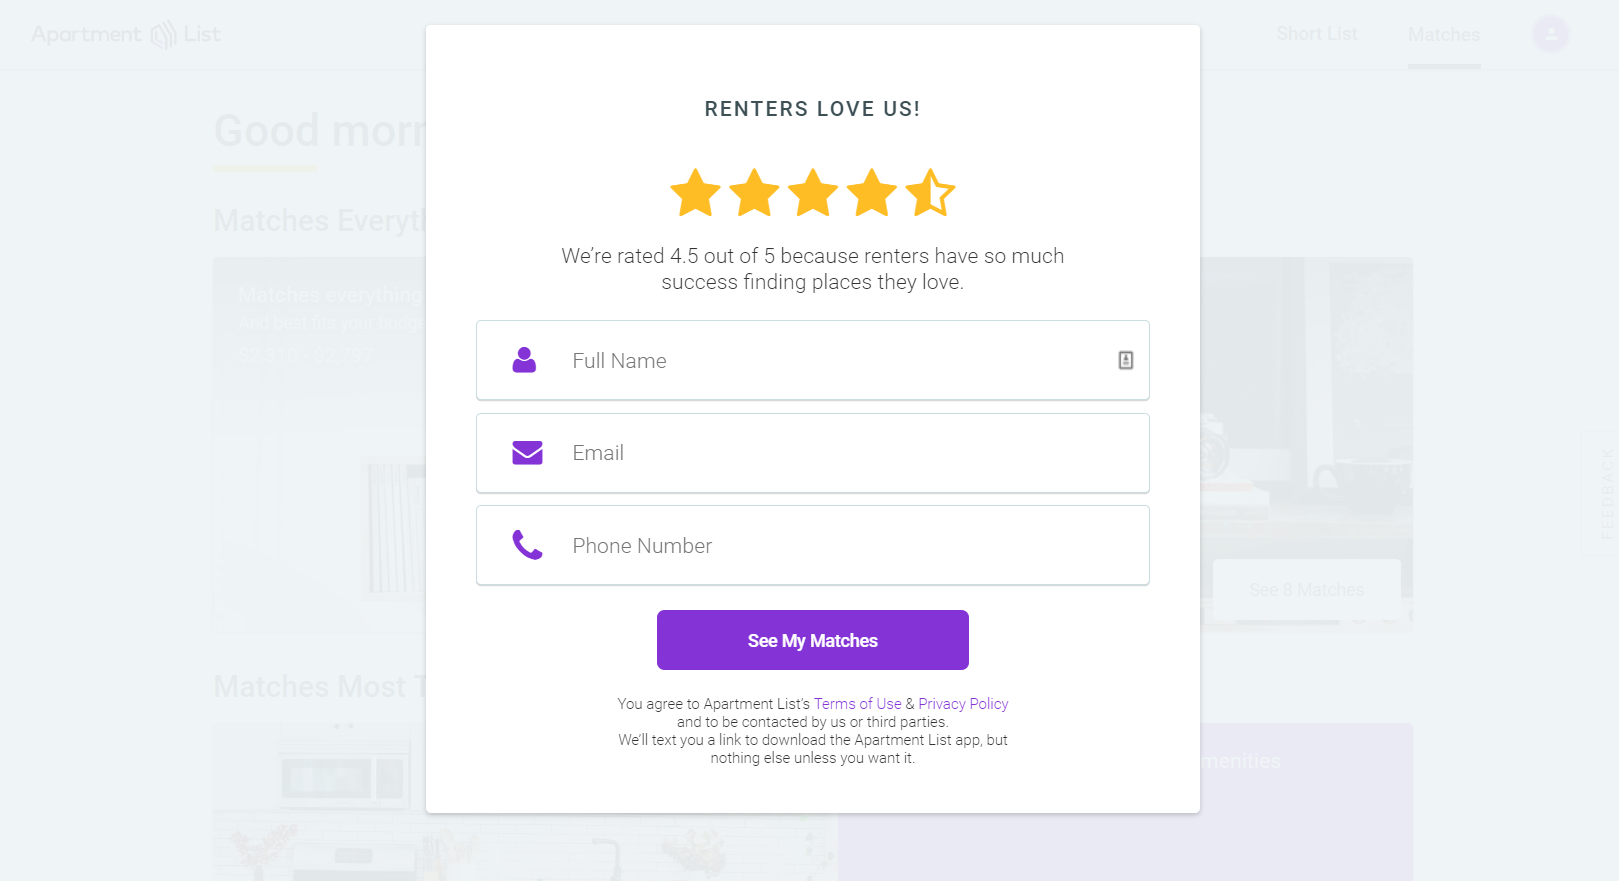 Apartment List
Short List
Matches
RENTERS LOVE US!
Good morn
Matches Everyth
We’re rated 4.5 out of 5 because renters have so much
success finding places they love.
Matches everything
And best fits your budge
Full Name
Email
FEEDBACK
Phone Number
See 8 Matches
See My Matches
Matches Most T
You agree to Apartment List’s Terms of Use & Privacy Policy
and to be contacted by us or third parties.
We’ll text you a link to download the Apartment List app, but
nothing else unless you want it.
menities